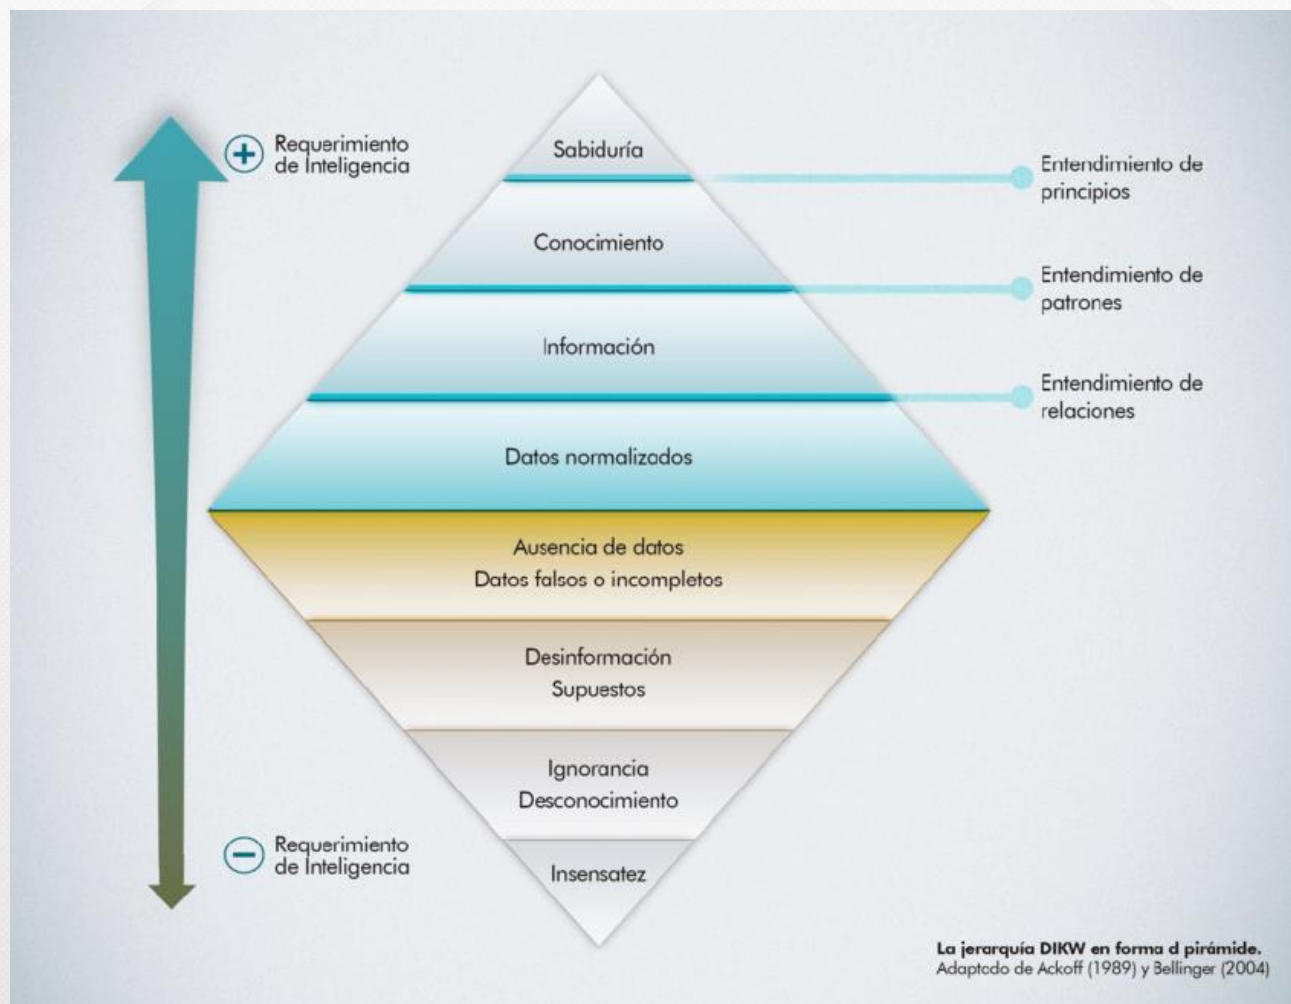 Requerimiento
de Inteligencia
Sabiduría
Entendimiento de
principios
Conocimiento
Entendimiento de
patrones
Información
Entendimiento de
relaciones
Datos normalizados
Ausencia de datos
Datos falsos o incompletos
Desinformación
Supuestos
Ignorancia
Desconocimiento
Requerimiento
de Inteligencia
Insensatez
La jerarquía DIKW en forma d pirámide.
Adaptado de Ackoff (1989) y Bellinger (2004)